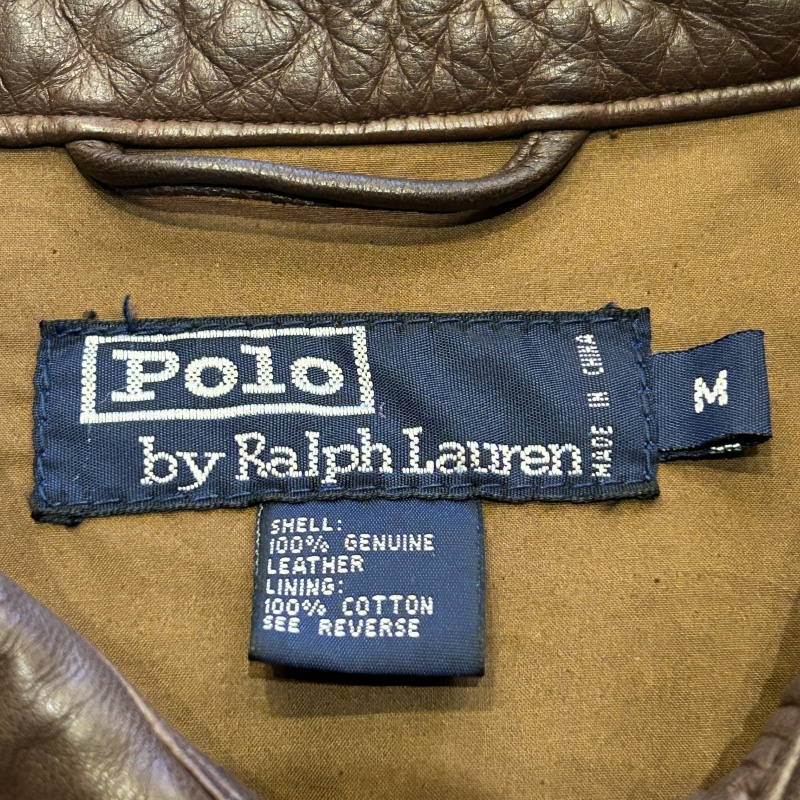 Polo
by Ralph Lauren
MADE IN CHINA
M
SHELL:
100% GENUINE
LEATHER
LINING:
100% COTTON
SEE REVERSE